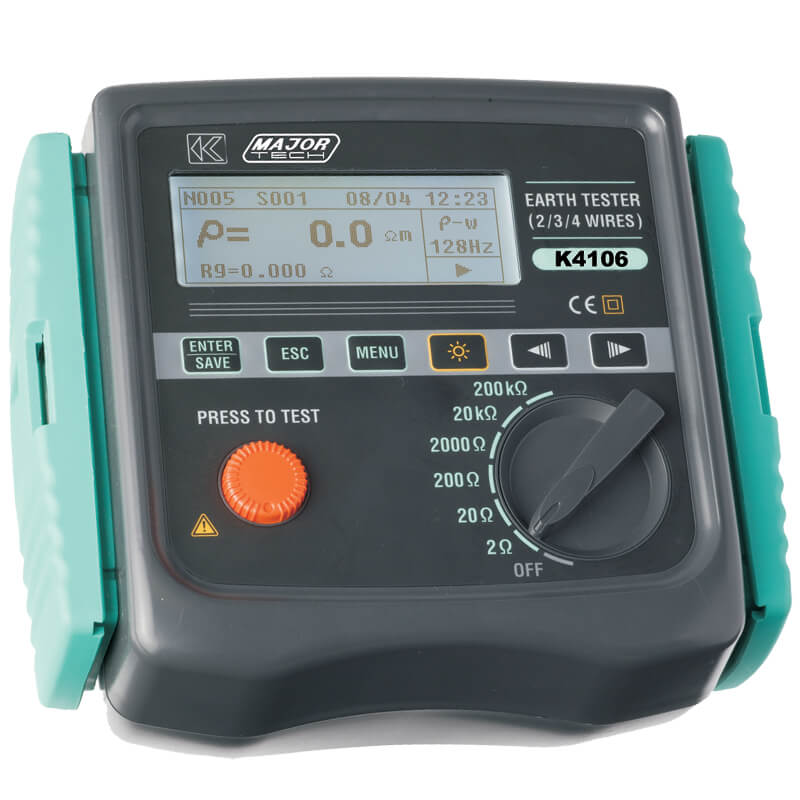 K
MAJOR
TECH
N005 S001 08/04 12:23
ρ= 0.0 Ωm
ρ-w
128Hz
R9=0.000 Ω
EARTH TESTER
(2/3/4 WIRES)
K4106
CE
ENTER
SAVE
ESC
MENU
PRESS TO TEST
200kΩ
20kΩ
2000Ω
200Ω
20Ω
2Ω
OFF